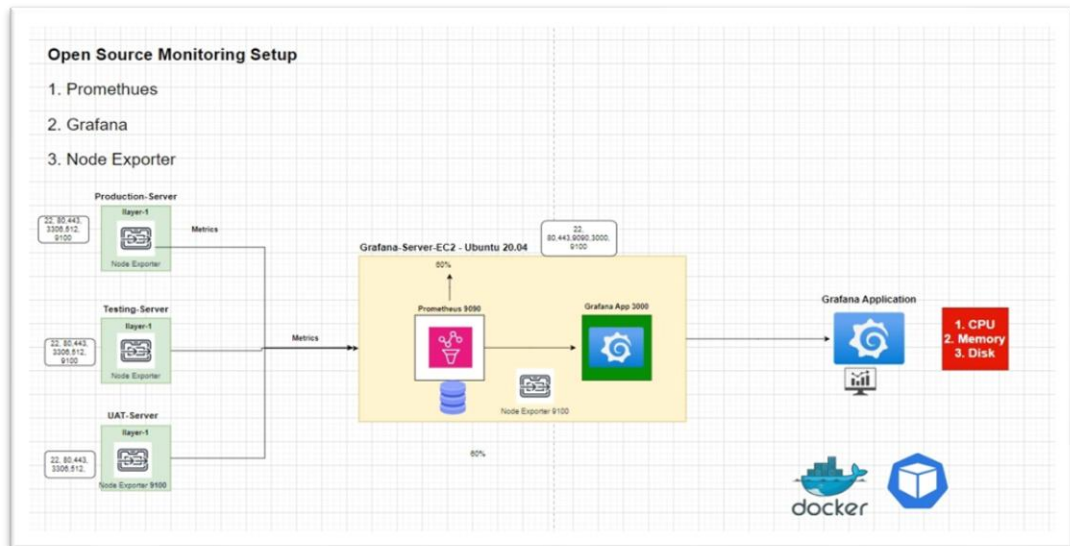 Open Source Monitoring Setup
1. Promethues
2. Grafana
3. Node Exporter
Production-Server
22, 80,443,
3306,512,
9100
Ilayer-1
Node Exporter
Metrics
Testing-Server
22, 80,443,
3306,512,
9100
Ilayer-1
Node Exporter
UAT-Server
22, 80,443,
3306,512,
Ilayer-1
Node Exporter 9100
Metrics
Grafana-Server-EC2 - Ubuntu 20.04
22,
80,443,9090,3000,
9100
60%
Prometheus 9090
Grafana App 3000
Node Exporter 9100
60%
Grafana Application
1. CPU
2. Memory
3. Disk
docker